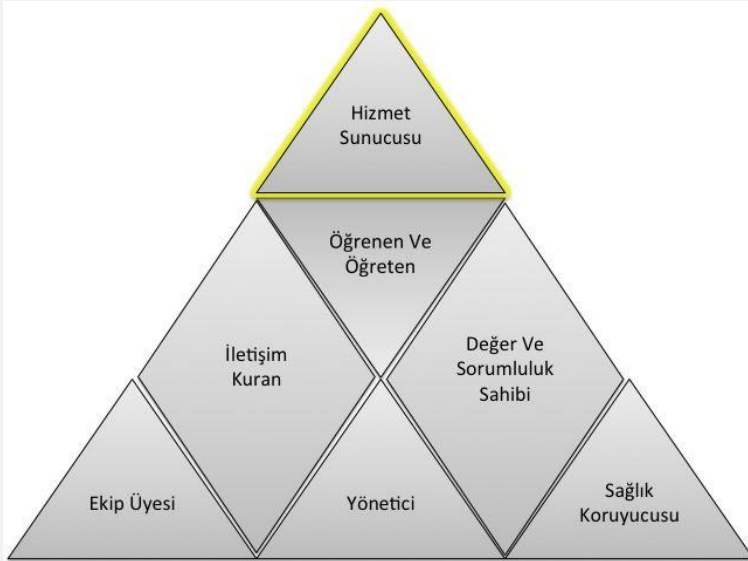 Hizmet
Sunucusu
Öğrenen Ve
Öğreten
İletişim
Kuran
Değer Ve
Sorumluluk
Sahibi
Ekip Üyesi
Yönetici
Sağlık
Koruyucusu